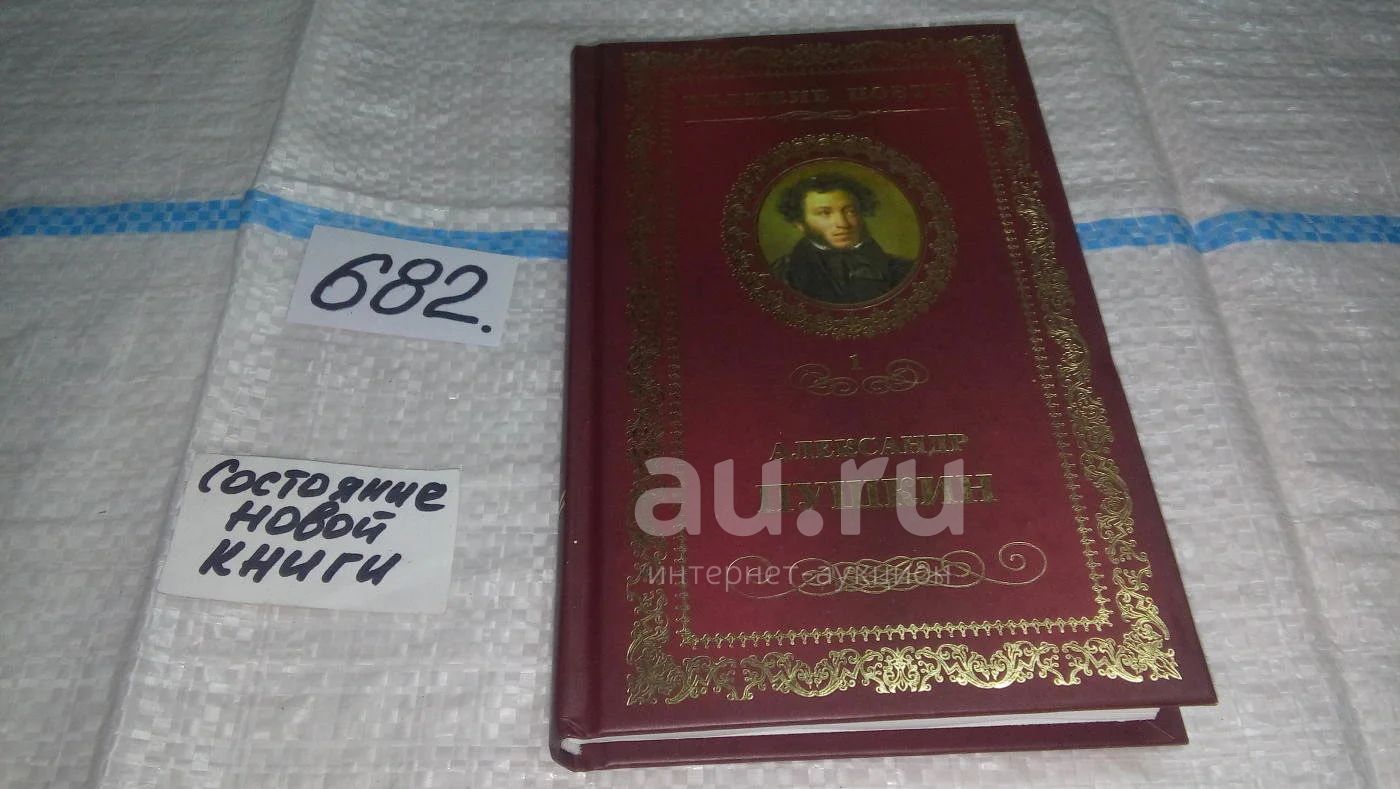 ВЕЛИКИЕ ПОЭТЫ
682.
1
АЛЕКСАНДР
ПУШКИН
Состояние
новой
книги
au.ru
интернет-аукцион